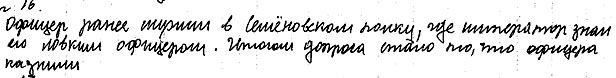 г. 16.
Офицер ранее служил в Семёновском полку, где император знал
его ловким офицером. Итогом допроса стало то, что офицера
казнили